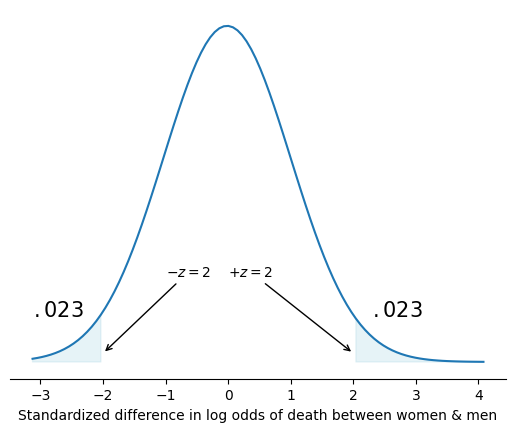 −z = 2 +z = 2
.023 .023
−3 −2 −1 0 1 2 3 4
Standardized difference in log odds of death between women & men